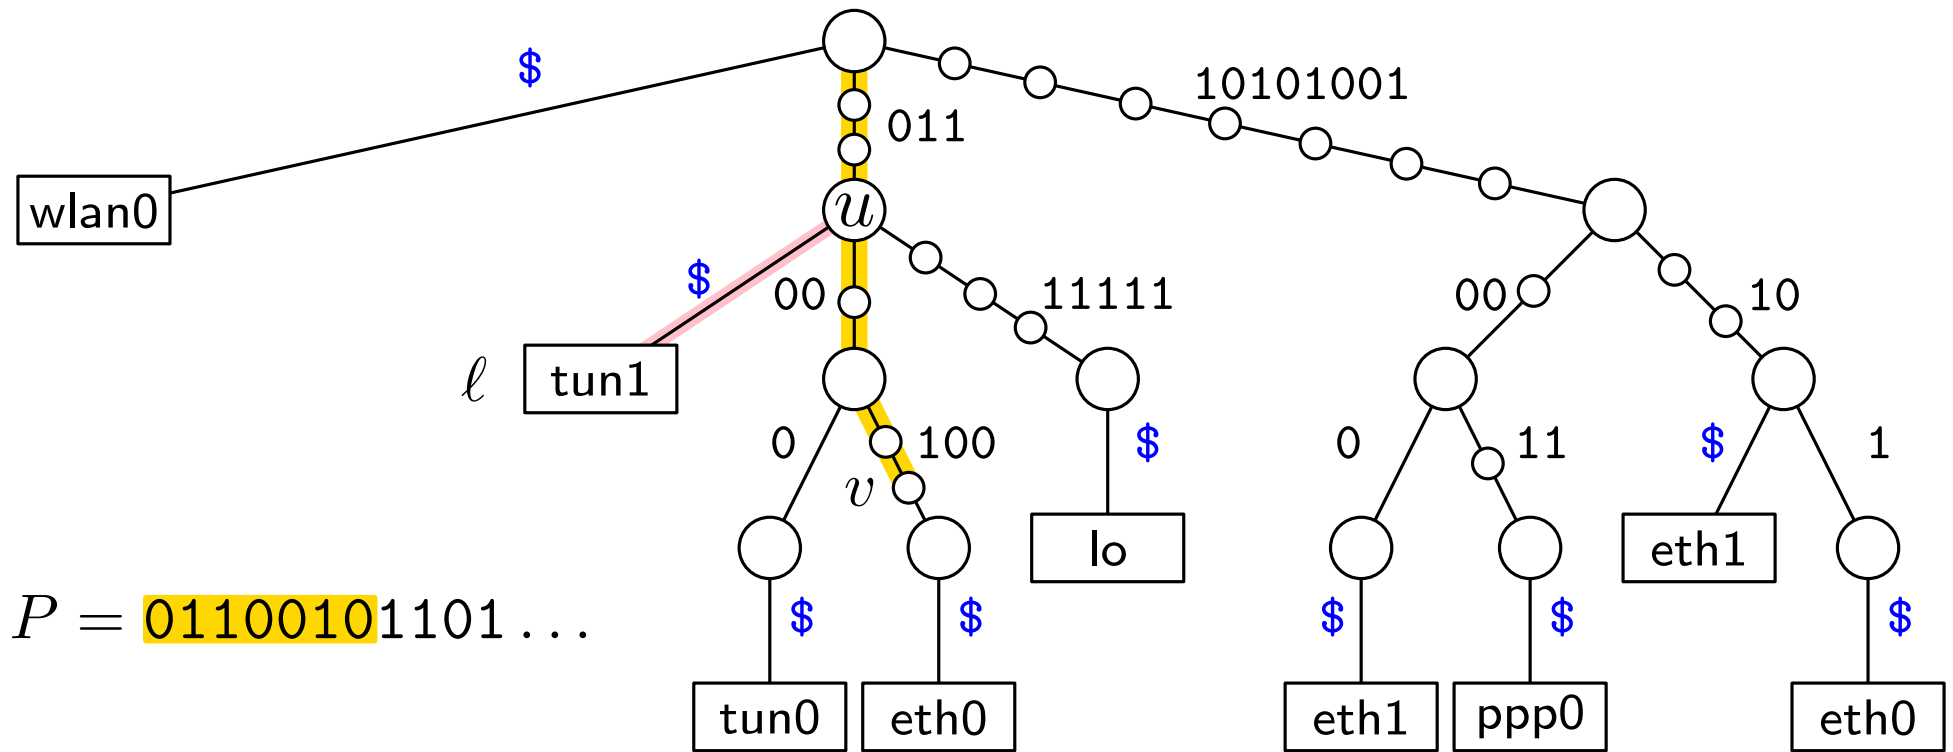 $
10101001
011
wlan0
u
$
00
11111
00
10
ℓ
tun1
0
100
$
0
11
$
1
v
lo
eth1
P = 01100101101...
$
$
$
$
$
tun0
eth0
eth1
ppp0
eth0